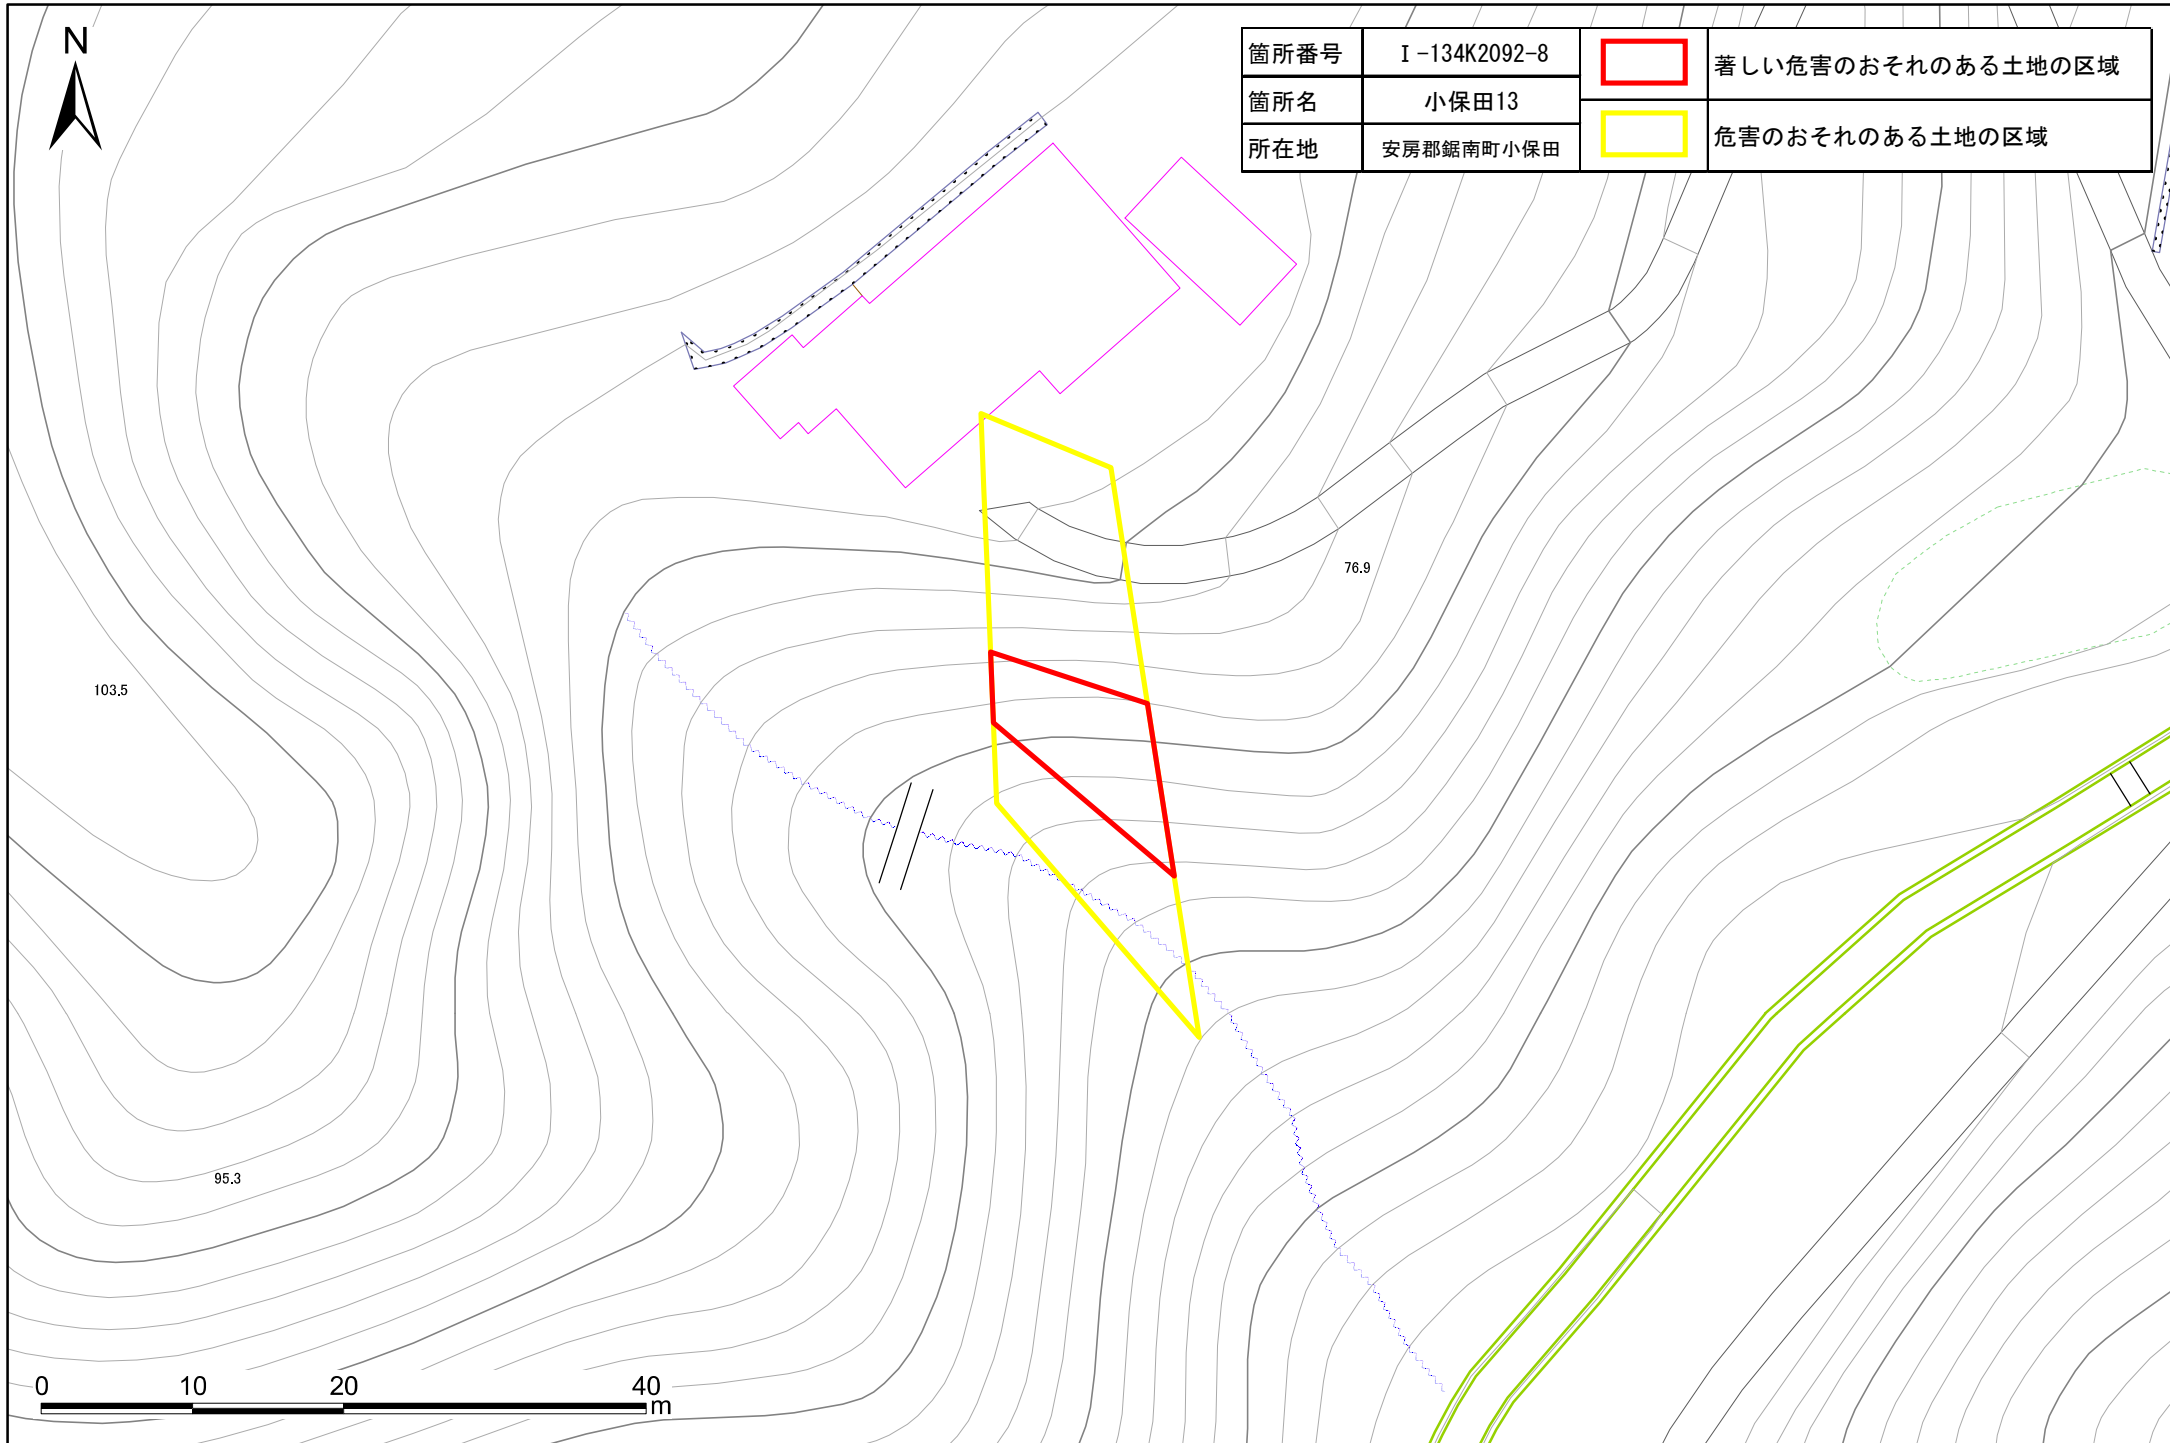 N
箇所番号 Ⅰ-134K2092-8 著しい危害のおそれのある土地の区域
箇所名 小保田13
危害のおそれのある土地の区域
所在地 安房郡鋸南町小保田
76.9
103.5
95.3
0 10 20 40
m